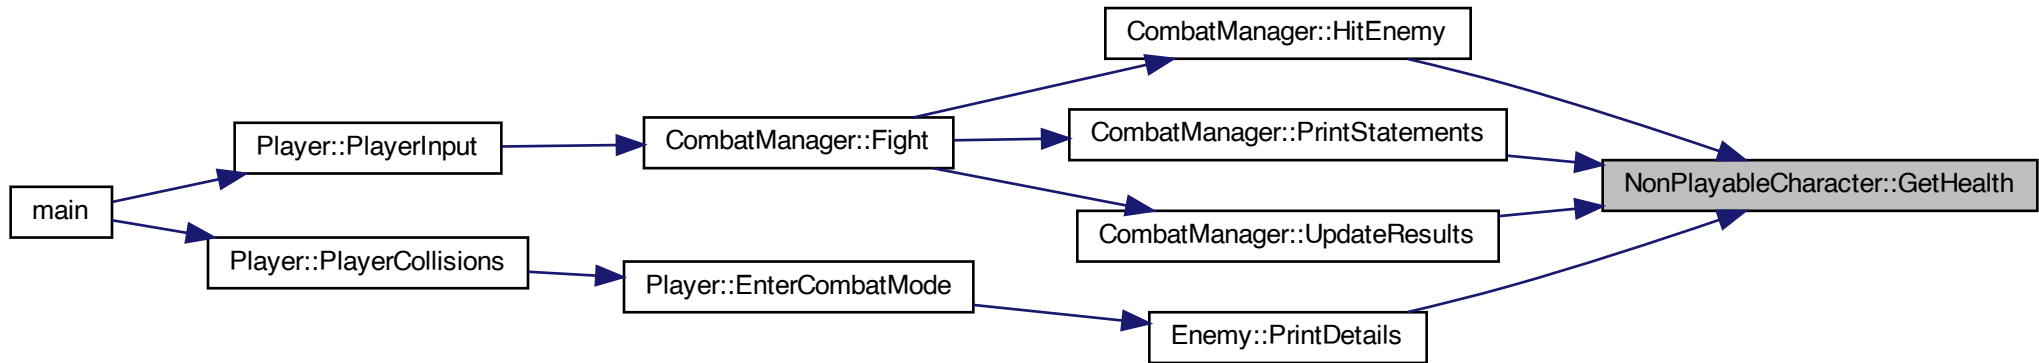 CombatManager::HitEnemy
CombatManager::PrintStatements
Player::PlayerInput
CombatManager::Fight
NonPlayableCharacter::GetHealth
main
CombatManager::UpdateResults
Player::PlayerCollisions
Player::EnterCombatMode
Enemy::PrintDetails